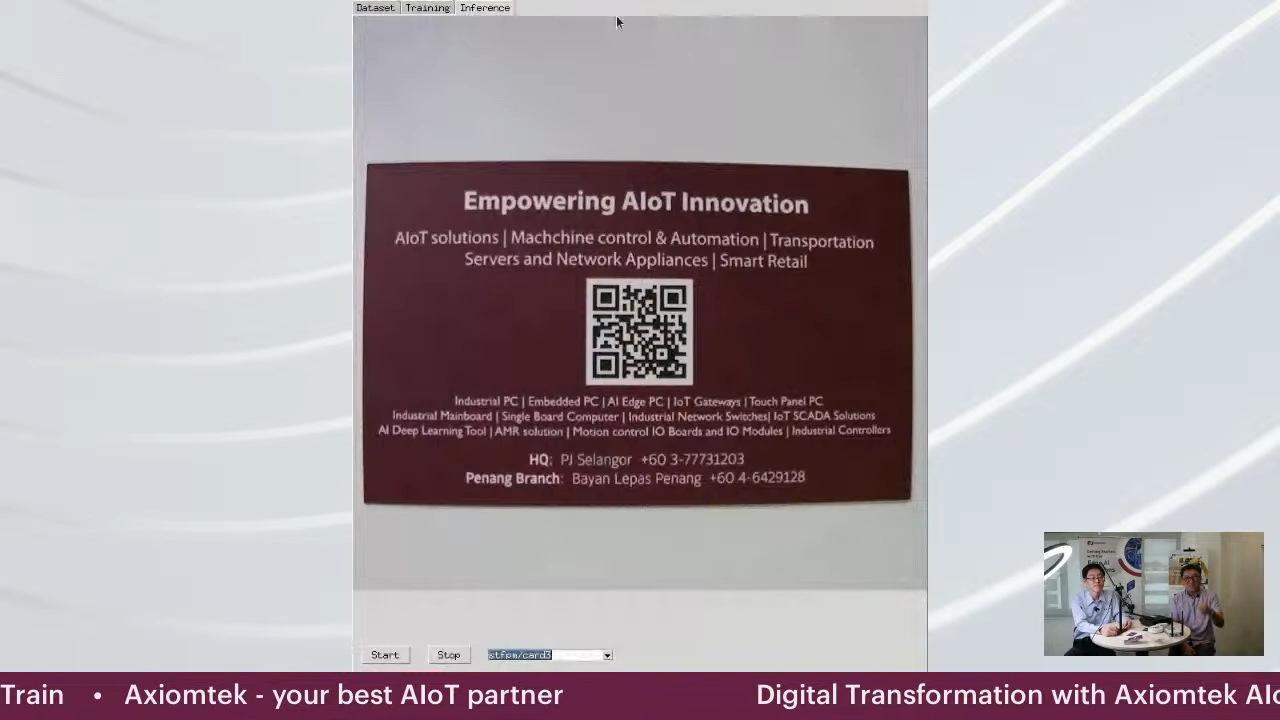 Dataset Training Inference
Empowering AIoT Innovation
AIoT solutions | Machchine control & Automation | Transportation
Servers and Network Appliances | Smart Retail
Industrial PC | Embedded PC | AI Edge PC | IoT Gateways | Touch Panel PC
Industrial Mainboard | Single Board Computer | Industrial Network Switches| IoT SCADA Solutions
AI Deep Learning Tool | AMR solution | Motion control IO Boards and IO Modules | Industrial Controllers
HQ: PJ Selangor +60 3-77731203
Penang Branch: Bayan Lepas Penang +60 4-6429128
Start Stop stfpm/card3
Train • Axiomtek - your best AIoT partner Digital Transformation with Axiomtek AIo